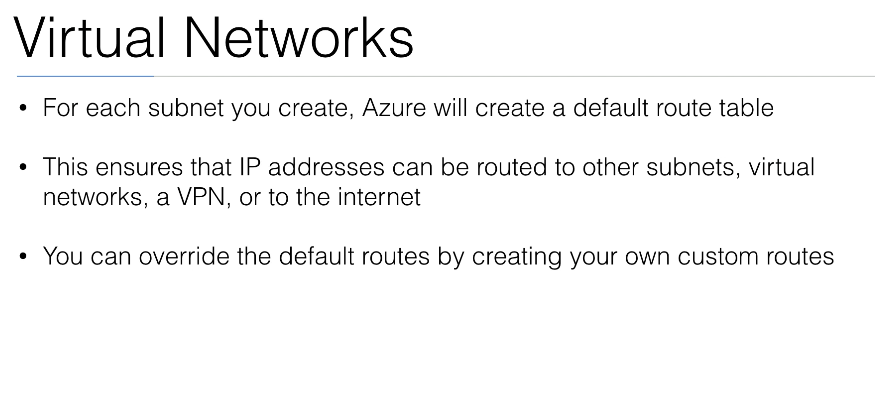 Virtual Networks
• For each subnet you create, Azure will create a default route table
• This ensures that IP addresses can be routed to other subnets, virtual
networks, a VPN, or to the internet
• You can override the default routes by creating your own custom routes